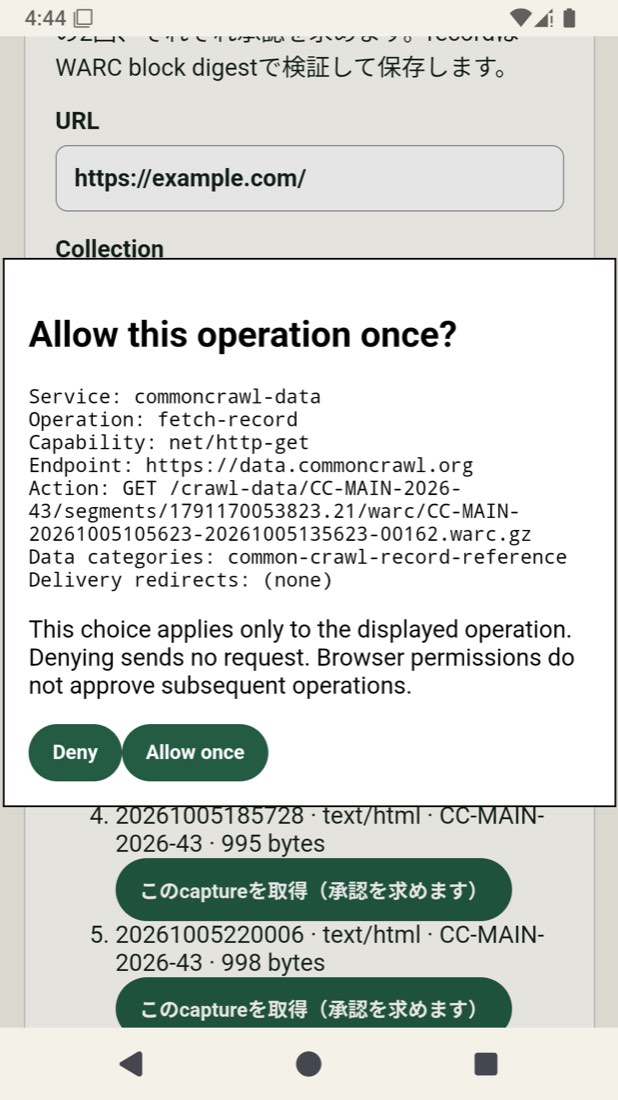 4:44
WARC block digestで検証して保存します。
URL
https://example.com/
Collection
Allow this operation once?
Service: commoncrawl-data
Operation: fetch-record
Capability: net/http-get
Endpoint: https://data.commoncrawl.org
Action: GET /crawl-data/CC-MAIN-2026-
43/segments/1791170053823.21/warc/CC-MAIN-
20261005105623-20261005135623-00162.warc.gz
Data categories: common-crawl-record-reference
Delivery redirects: (none)
This choice applies only to the displayed operation.
Denying sends no request. Browser permissions do
not approve subsequent operations.
Deny
Allow once
4. 20261005185728 · text/html · CC-MAIN-
2026-43 · 995 bytes
このcaptureを取得（承認を求めます）
5. 20261005220006 · text/html · CC-MAIN-
2026-43 · 998 bytes
このcaptureを取得（承認を求めます）